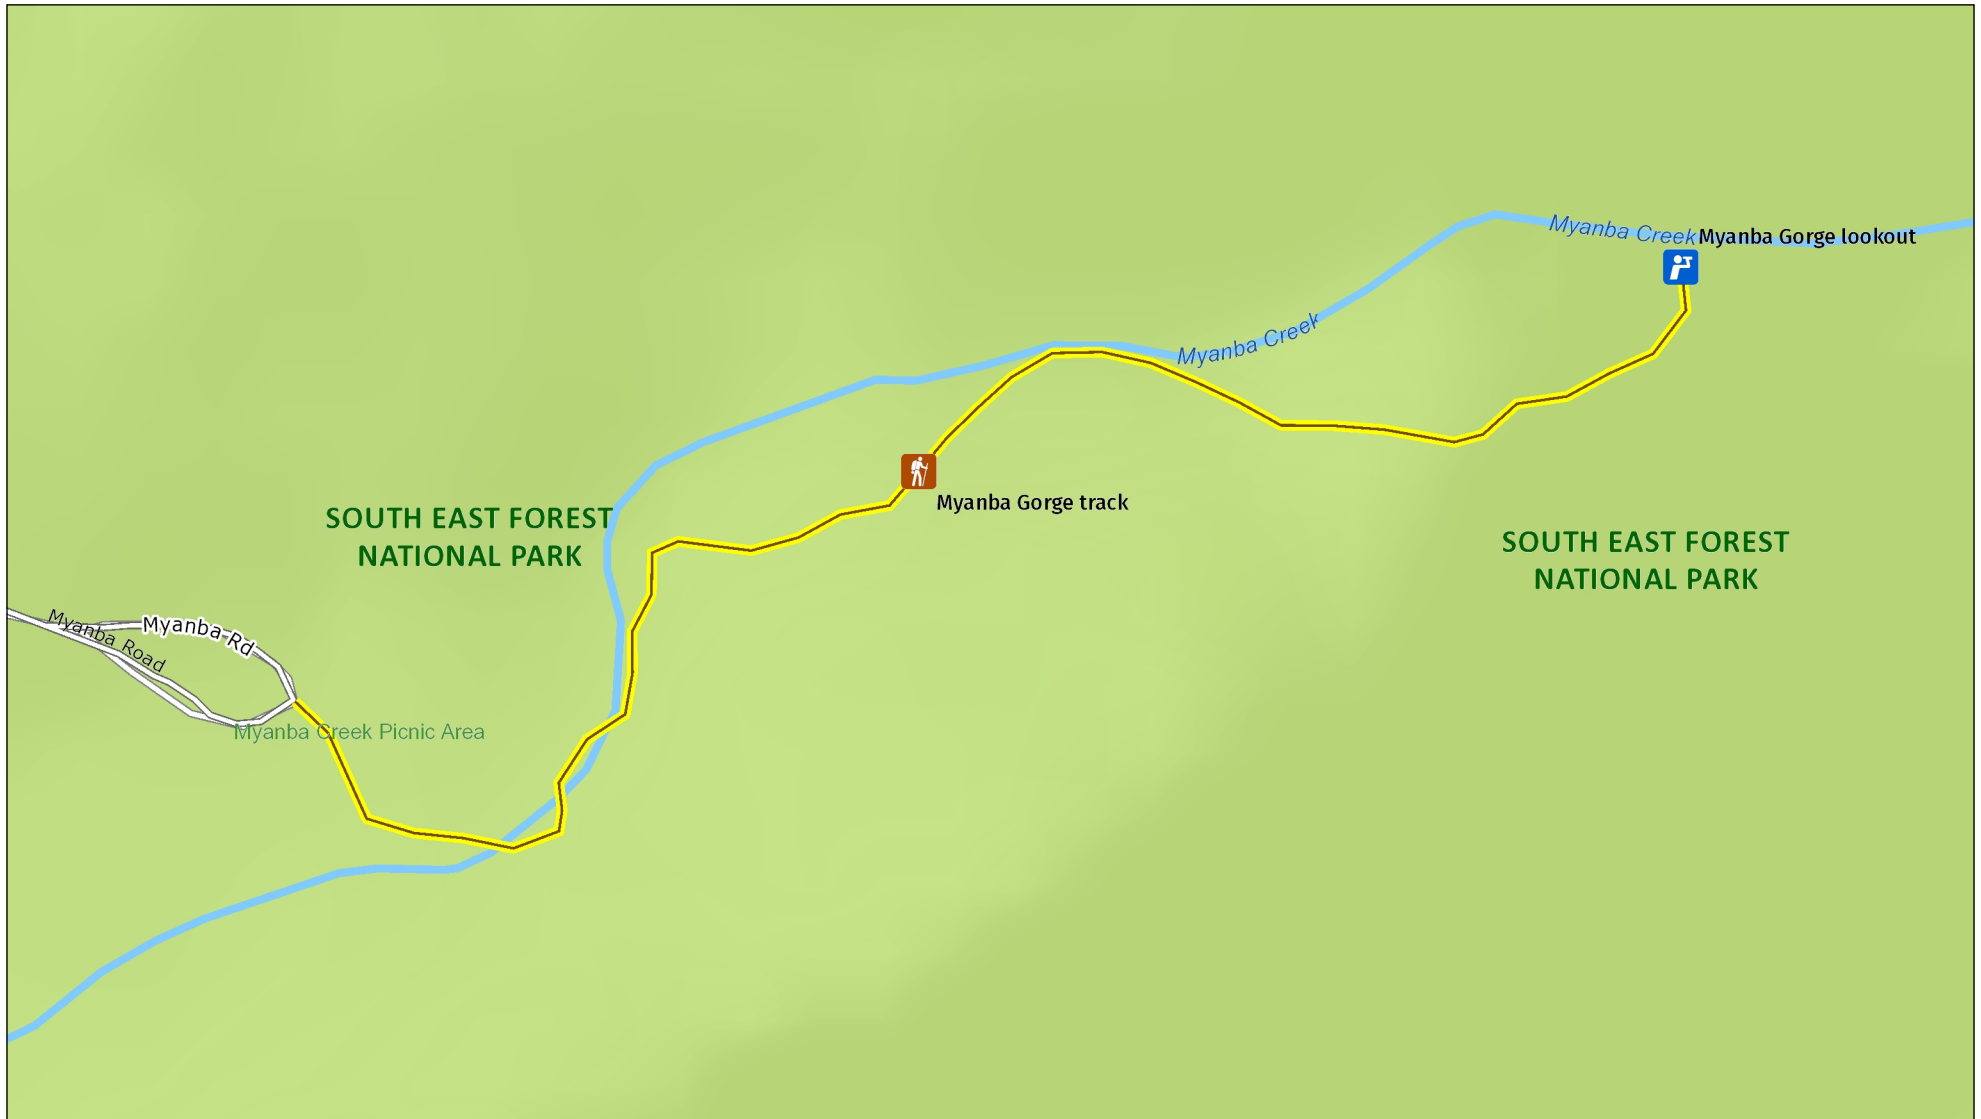 Myanba Creek
Myanba Gorge lookout
Myanba Creek
Myanba Gorge track
SOUTH EAST FOREST
NATIONAL PARK
SOUTH EAST FOREST
NATIONAL PARK
Myanba Road
Myanba Rd
Myanba Creek Picnic Area